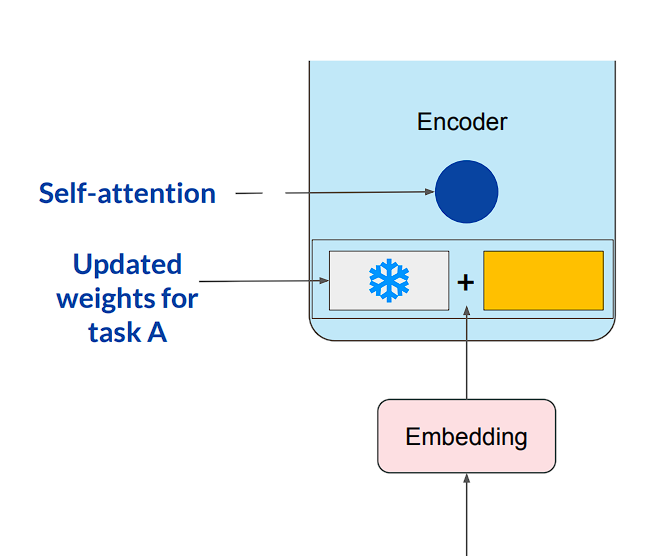 Encoder
Self-attention
Updated
weights for
task A
+
Embedding